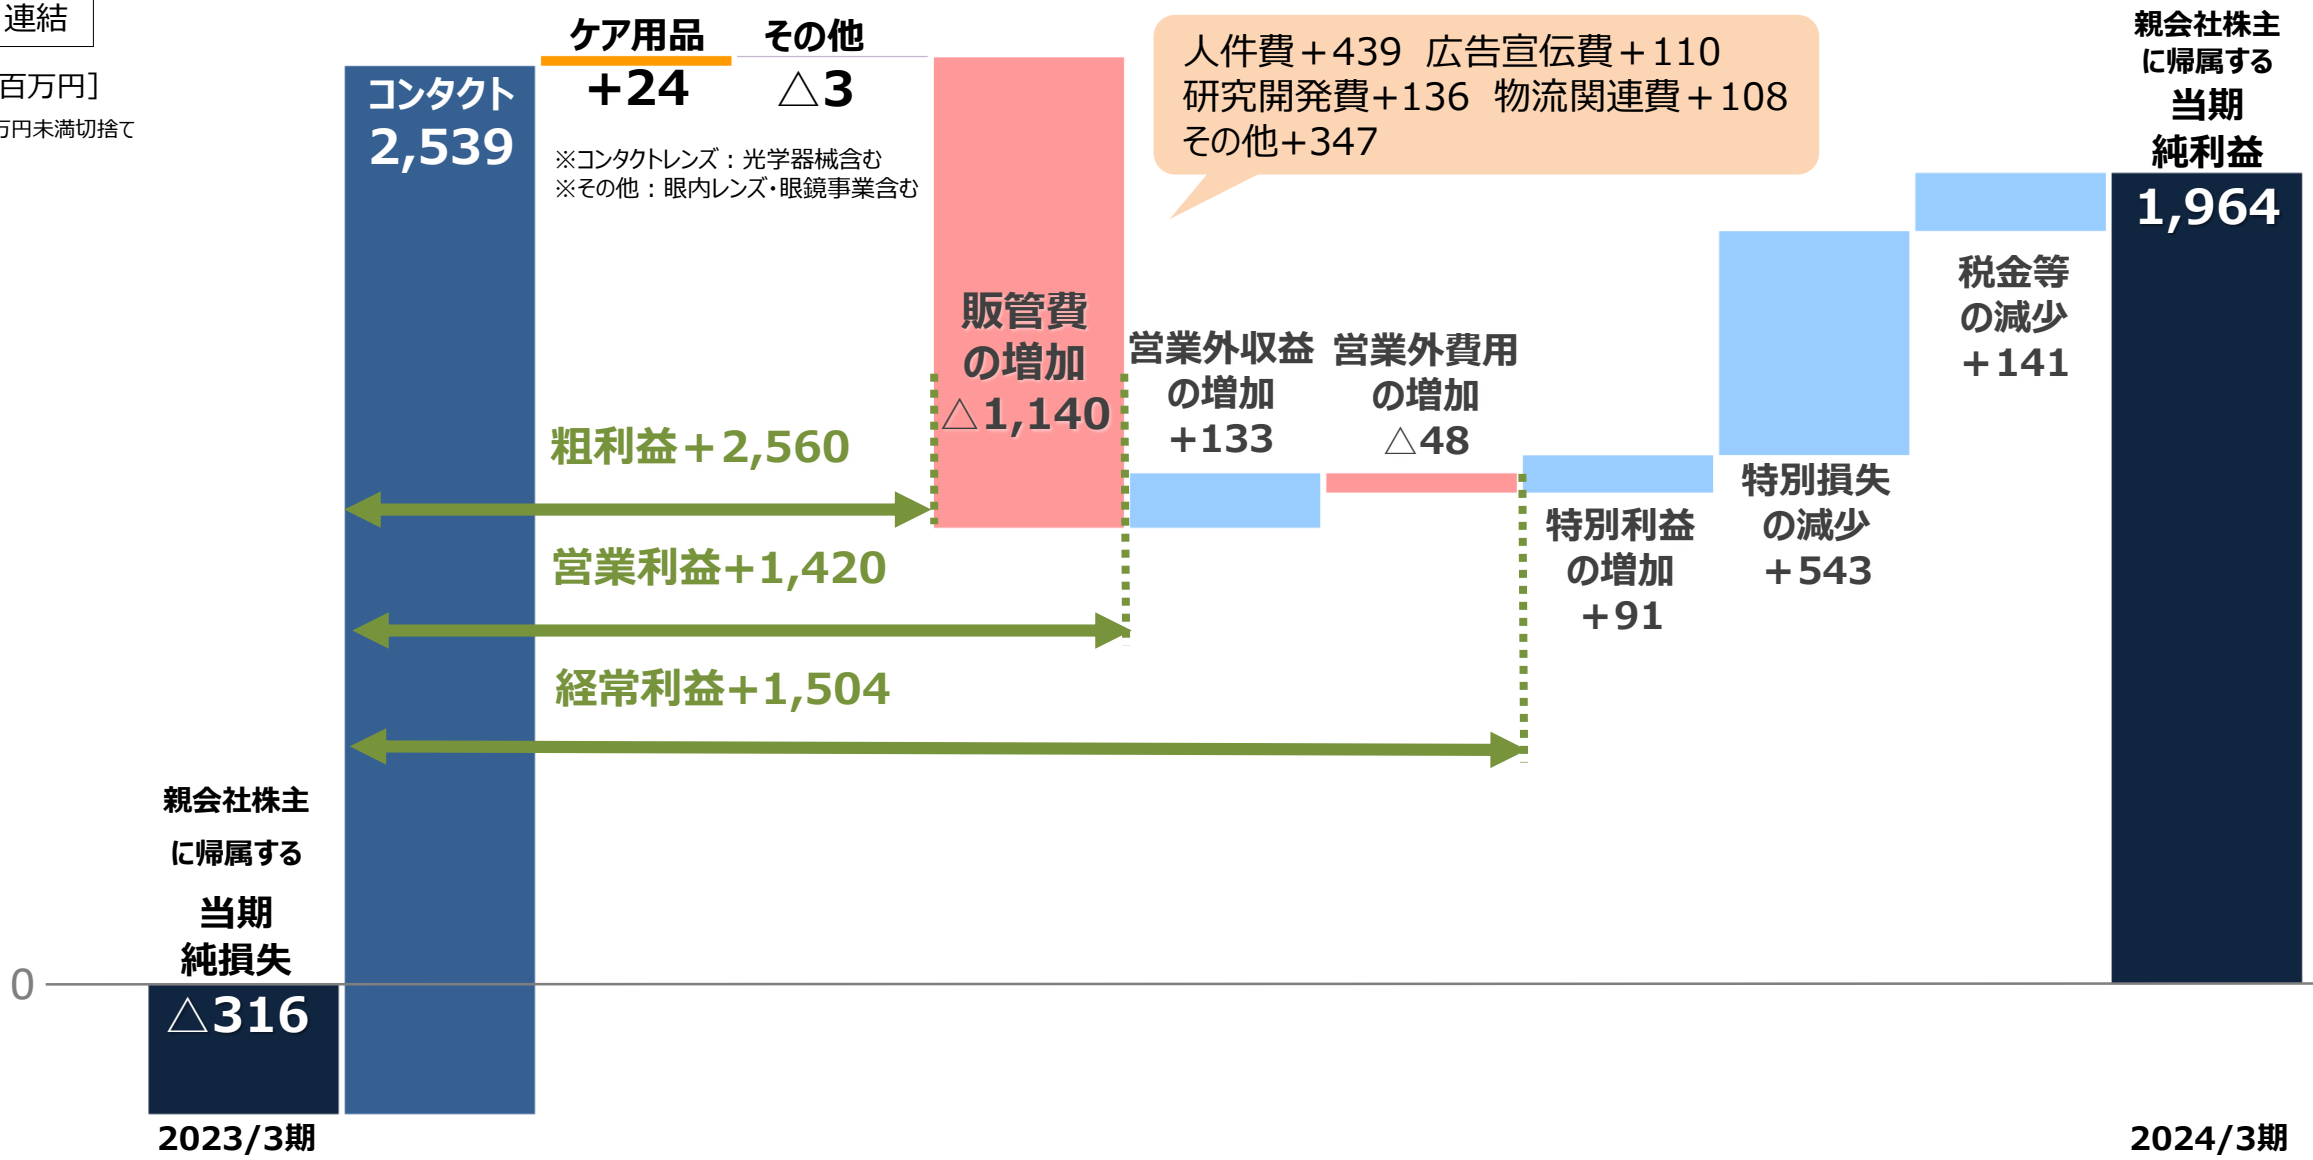 連結
百万円]
万円未満切捨て
コンタクト
2,539
ケア用品
+24
その他
△3
※コンタクトレンズ：光学器械含む
※その他：眼内レンズ・眼鏡事業含む
人件費＋439 広告宣伝費＋110
研究開発費+136 物流関連費＋108
その他+347
販管費
の増加
△1,140
営業外収益
の増加
+133
営業外費用
の増加
△48
特別利益
の増加
＋91
特別損失
の減少
＋543
税金等
の減少
＋141
親会社株主
に帰属する
当期
純利益
1,964
粗利益＋2,560
営業利益+1,420
経常利益+1,504
親会社株主
に帰属する
当期
純損失
0
△316
2023/3期
2024/3期